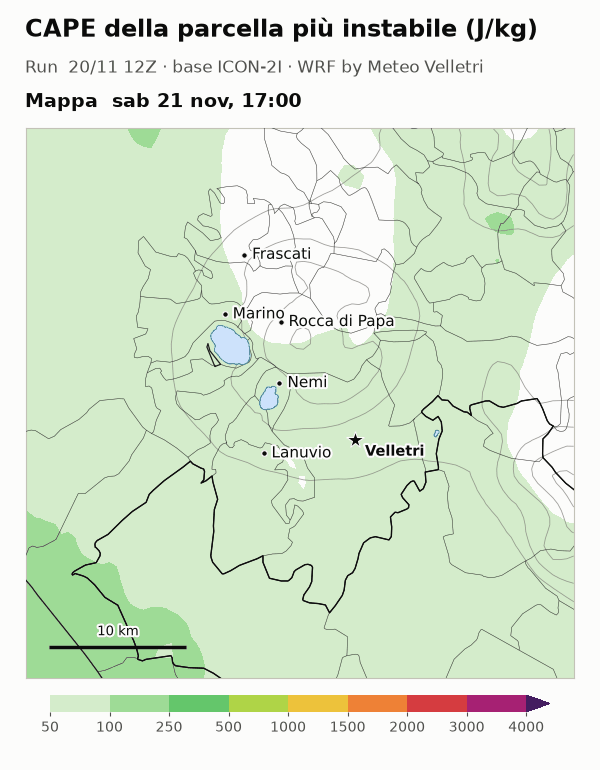 CAPE della parcella più instabile (J/kg)
Run  20/11 12Z · base ICON-2I · WRF by Meteo Velletri
Mappa  sab 21 nov, 17:00
Frascati
Marino
Rocca di Papa
Nemi
Velletri
Lanuvio
10 km
50 100 250 500 1000 1500 2000 3000 4000